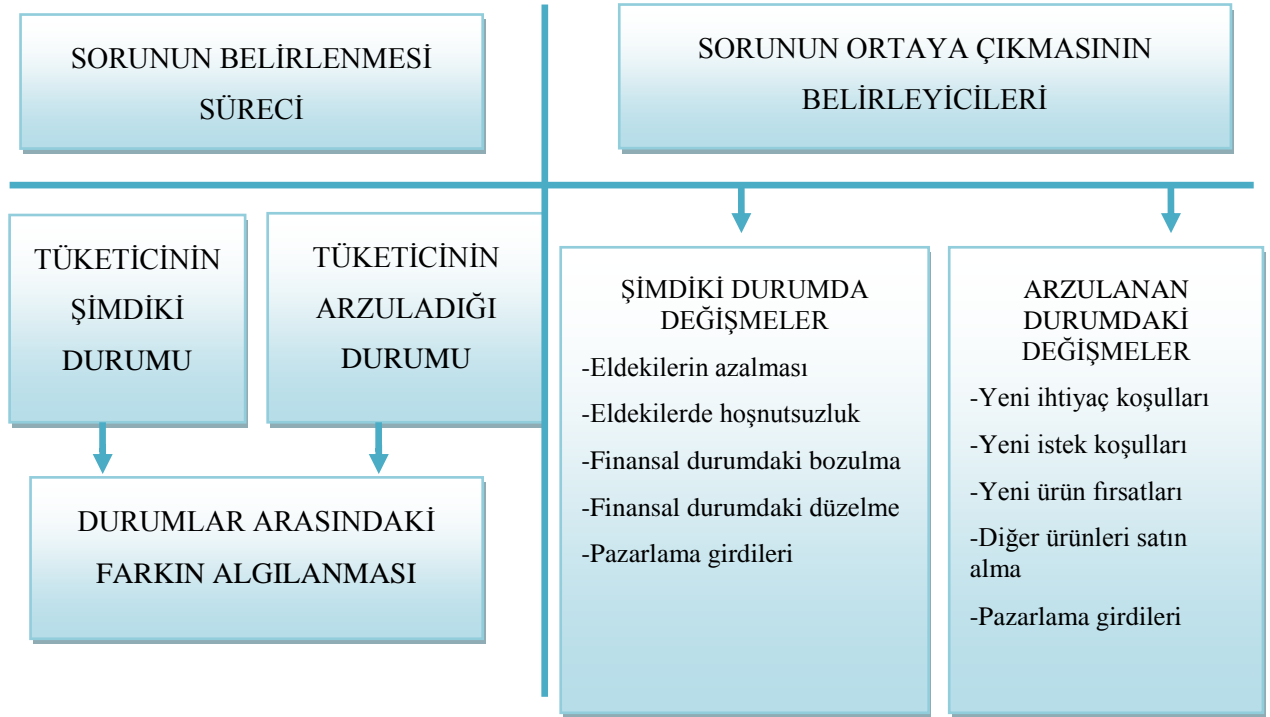 SORUNUN BELİRLENMESİ
SÜRECİ
SORUNUN ORTAYA ÇIKMASININ
BELİRLEYİCİLERİ
TÜKETİCİNİN
ŞİMDİKİ
DURUMU
TÜKETİCİNİN
ARZULADIĞI
DURUMU
DURUMLAR ARASINDAKİ
FARKIN ALGILANMASI
ŞİMDİKİ DURUMDA
DEĞİŞMELER
-Eldekilerin azalması
-Eldekilerde hoşnutsuzluk
-Finansal durumdaki bozulma
-Finansal durumdaki düzelme
-Pazarlama girdileri
ARZULANAN
DURUMDAKİ
DEĞİŞMELER
-Yeni ihtiyaç koşulları
-Yeni istek koşulları
-Yeni ürün fırsatları
-Diğer ürünleri satın
alma
-Pazarlama girdileri